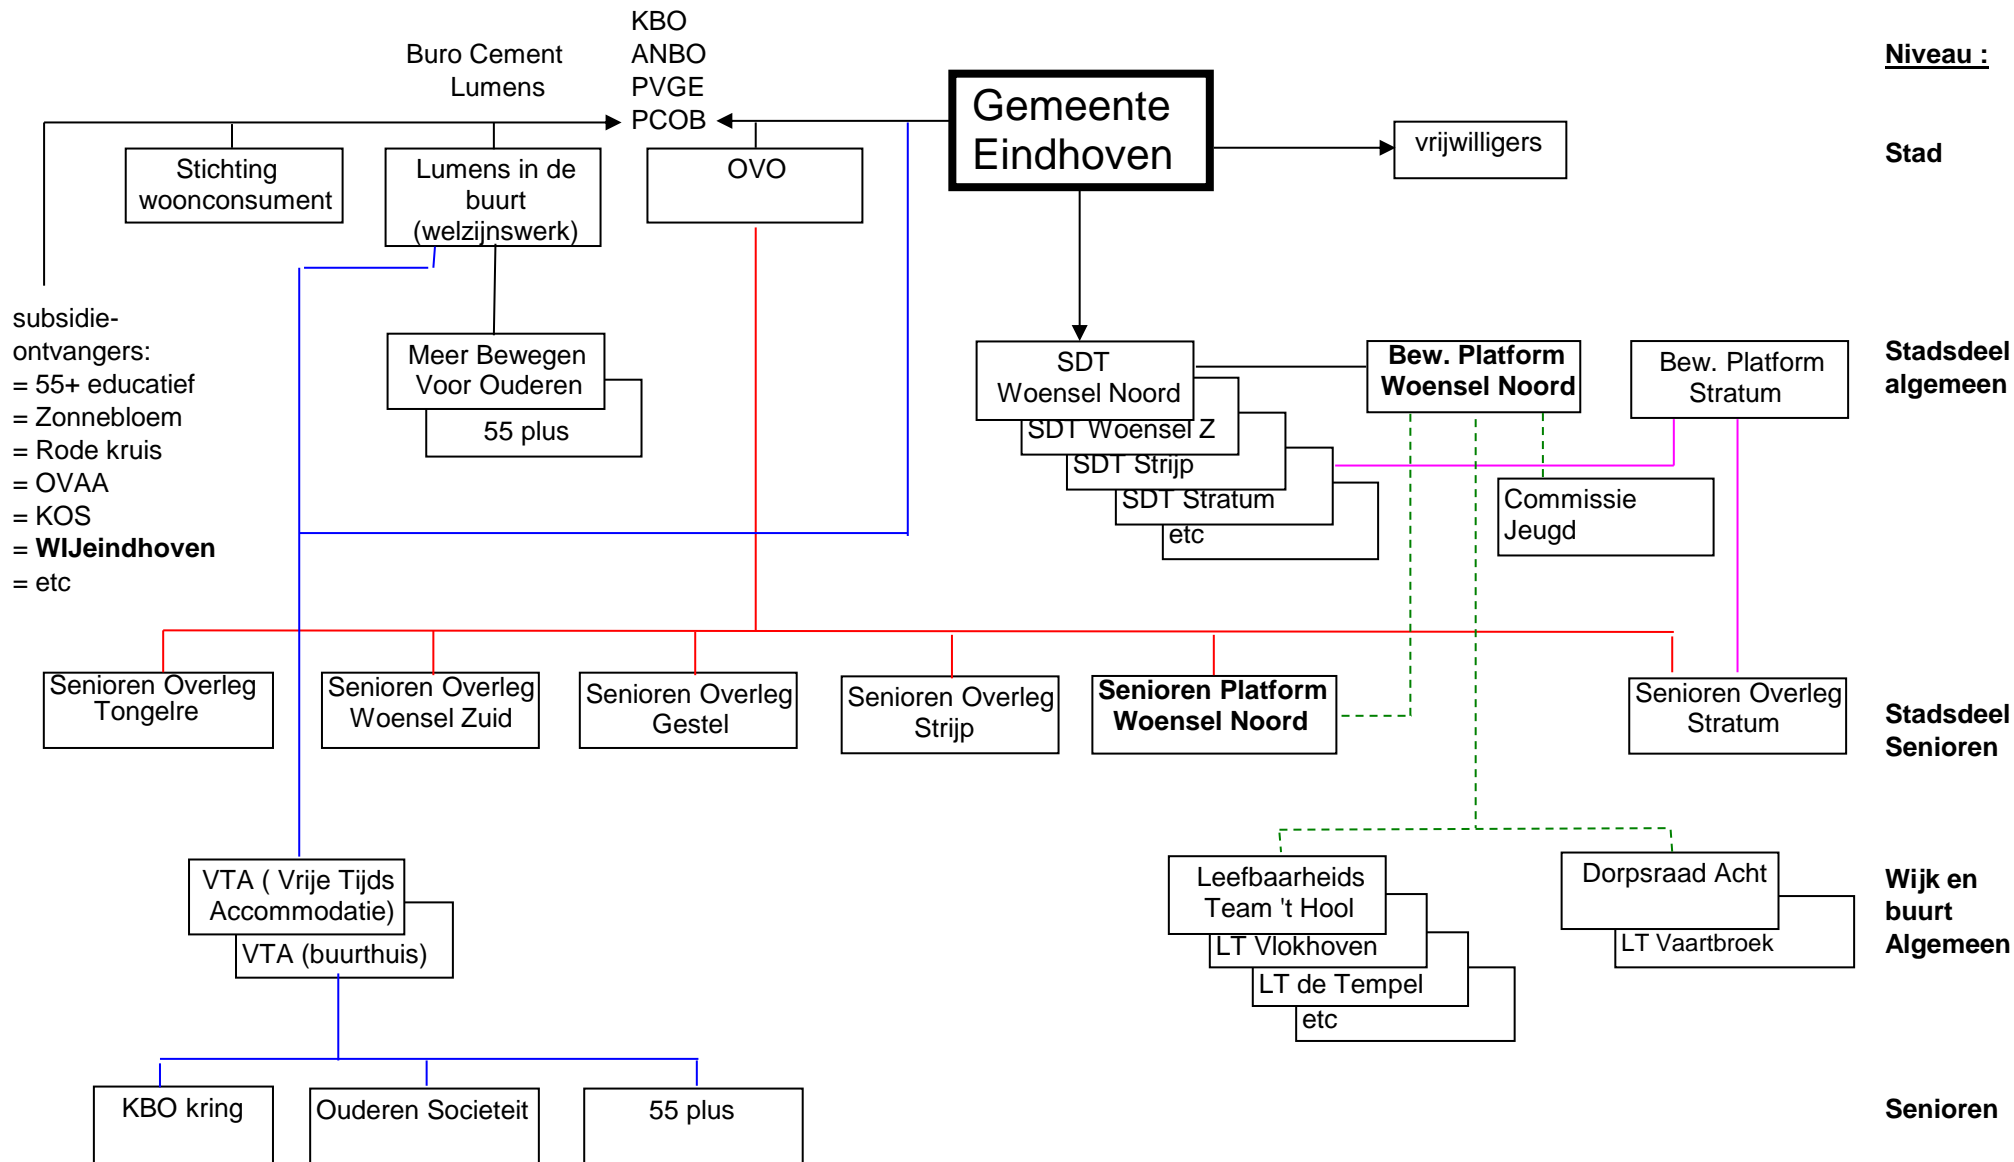 KBO
Buro Cement
ANBO
Niveau :
Lumens
PVGE
PCOB
Gemeente
Eindhoven
vrijwilligers
Stad
Stichting
woonconsument
Lumens in de
buurt
(welzijnswerk)
OVO
subsidie-
ontvangers:
= 55+ educatief
= Zonnebloem
= Rode kruis
= OVAA
= KOS
= WIJeindhoven
= etc
Meer Bewegen
Voor Ouderen
55 plus
SDT
Woensel Noord
SDT Woensel Z
SDT Strijp
SDT Stratum
etc
Bew. Platform
Woensel Noord
Bew. Platform
Stratum
Stadsdeel
algemeen
Commissie
Jeugd
Senioren Overleg
Tongelre
Senioren Overleg
Woensel Zuid
Senioren Overleg
Gestel
Senioren Overleg
Strijp
Senioren Platform
Woensel Noord
Senioren Overleg
Stratum
Stadsdeel
Senioren
VTA ( Vrije Tijds
Accommodatie)
VTA (buurthuis)
Leefbaarheids
Team 't Hool
LT Vlokhoven
LT de Tempel
etc
Dorpsraad Acht
LT Vaartbroek
Wijk en
buurt
Algemeen
KBO kring
Ouderen Societeit
55 plus
Senioren